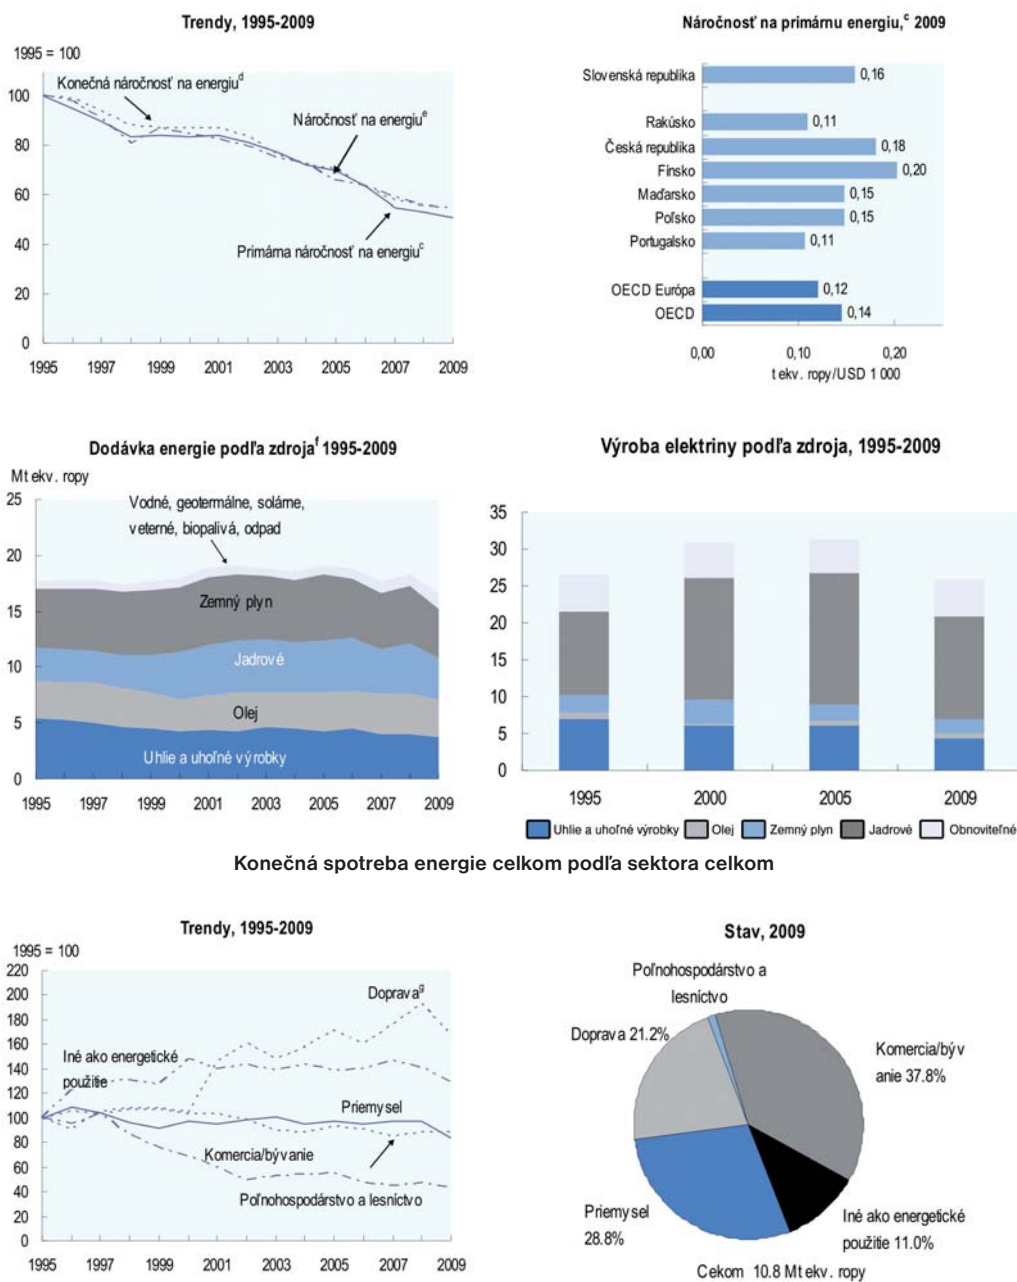 Trendy, 1995-2009
1995 = 100
100
80
60
40
20
0
Konečná náročnosť na energiu^d
Náročnosť na energiu^e
Primárna náročnosť na energiu^c
1995 1997 1999 2001 2003 2005 2007 2009
Náročnosť na primárnu energiu,^c 2009
Slovenská republika 0,16
Rakúsko 0,11
Česká republika 0,18
Fínsko 0,20
Maďarsko 0,15
Poľsko 0,15
Portugalsko 0,11
OECD Európa 0,12
OECD 0,14
0,00 0,10 0,20
t ekv. ropy/USD 1 000
Dodávka energie podľa zdroja^f 1995-2009
Mt ekv. ropy
25
20
15
10
5
0
Vodné, geotermálne, solárne,
veterné, biopalivá, odpad
Zemný plyn
Jadrové
Olej
Uhlie a uhoľné výrobky
1995 1997 1999 2001 2003 2005 2007 2009
Výroba elektriny podľa zdroja, 1995-2009
35
30
25
20
15
10
5
0
1995 2000 2005 2009
Uhlie a uhoľné výrobky Olej Zemný plyn Jadrové Obnoviteľné
Konečná spotreba energie celkom podľa sektora celkom
Trendy, 1995-2009
1995 = 100
220
200
180
160
140
120
100
80
60
40
20
0
Doprava^g
Iné ako energetické
použitie
Priemysel
Komercia/bývanie
Poľnohospodárstvo a lesníctvo
1995 1997 1999 2001 2003 2005 2007 2009
Stav, 2009
Poľnohospodárstvo a
lesníctvo
Doprava 21.2%
Komercia/býv
anie 37.8%
Priemysel
28.8%
Iné ako energetické
použitie 11.0%
Cekom 10.8 Mt ekv. ropy